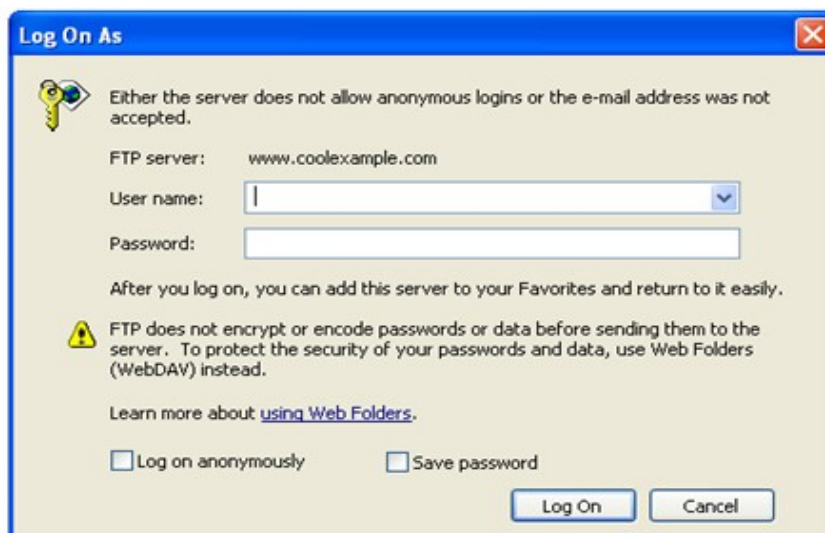 Log On As
Either the server does not allow anonymous logins or the e-mail address was not
accepted.
FTP server: www.coolexample.com
User name:
Password:
After you log on, you can add this server to your Favorites and return to it easily.
FTP does not encrypt or encode passwords or data before sending them to the
server. To protect the security of your passwords and data, use Web Folders
(WebDAV) instead.
Learn more about using Web Folders.
Log on anonymously Save password
Log On Cancel